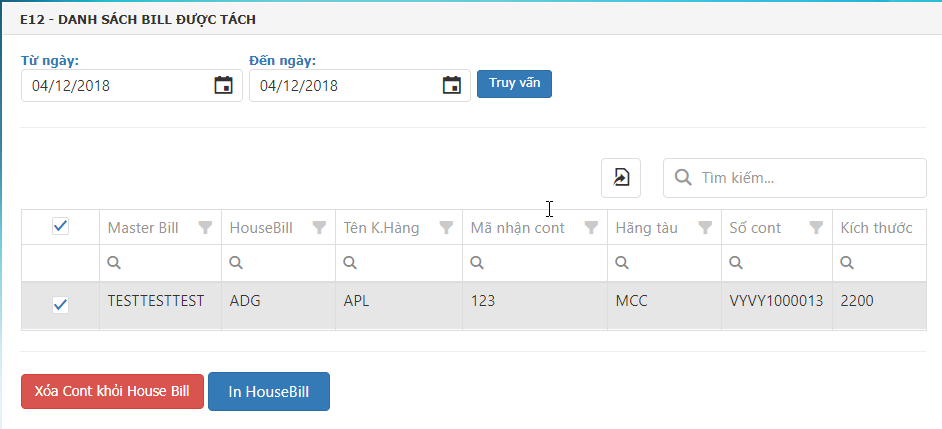 E12 - DANH SÁCH BILL ĐƯỢC TÁCH
Từ ngày: Đến ngày:
04/12/2018 04/12/2018 Truy vấn
Tìm kiếm...
Master Bill HouseBill Tên K.Hàng Mã nhận cont Hãng tàu Số cont Kích thước
TESTTESTTEST ADG APL 123 MCC VYVY1000013 2200
Xóa Cont khỏi House Bill In HouseBill